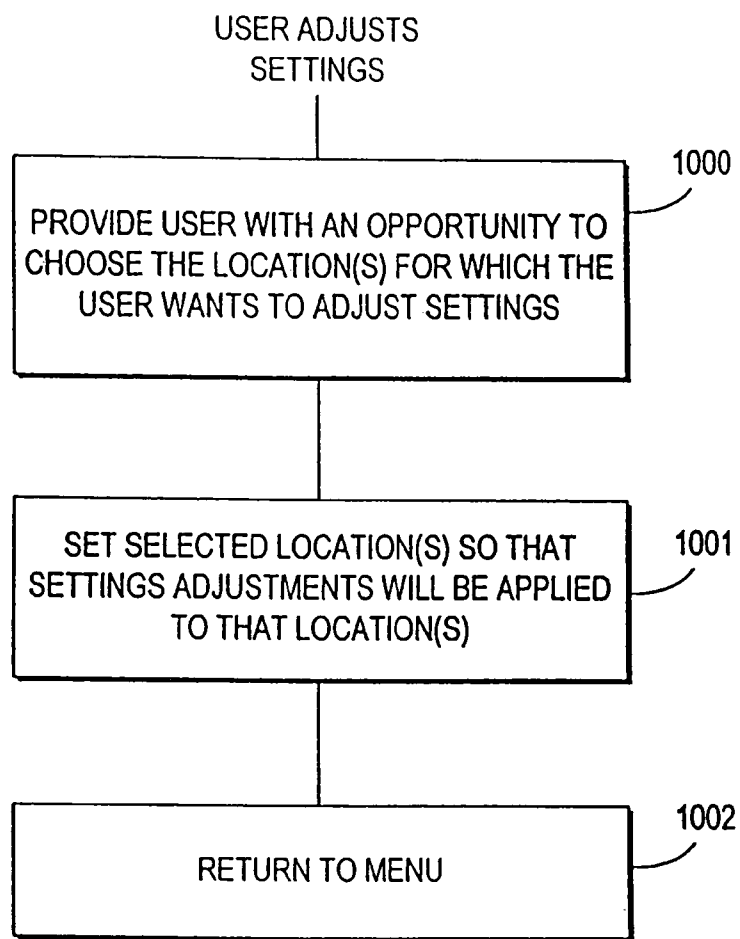 USER ADJUSTS
SETTINGS
1000
PROVIDE USER WITH AN OPPORTUNITY TO
CHOOSE THE LOCATION(S) FOR WHICH THE
USER WANTS TO ADJUST SETTINGS
1001
SET SELECTED LOCATION(S) SO THAT
SETTINGS ADJUSTMENTS WILL BE APPLIED
TO THAT LOCATION(S)
1002
RETURN TO MENU